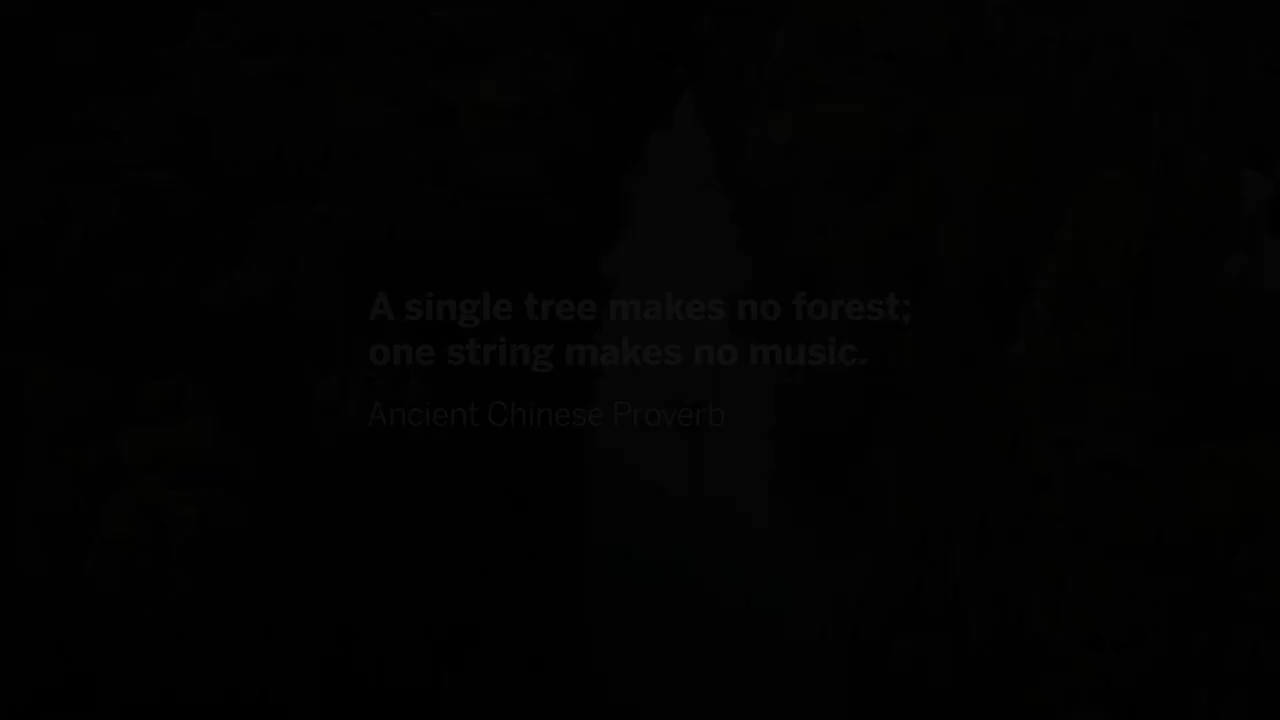 A single tree makes no forest;
one string makes no music.
Ancient Chinese Proverb